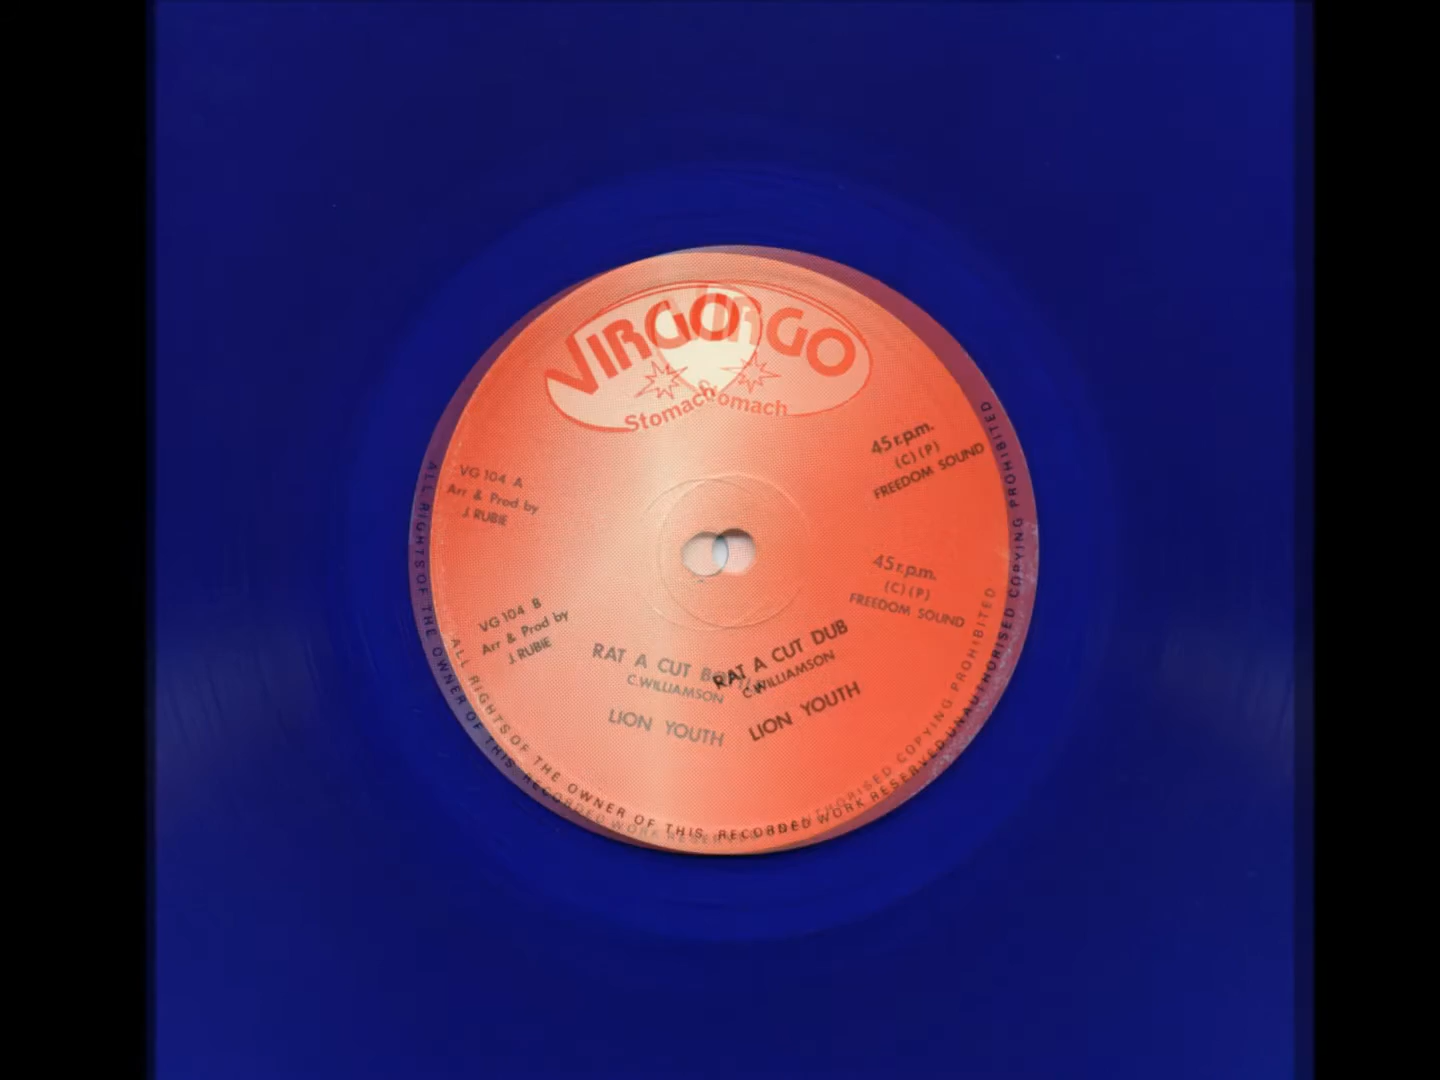 VIRGO
VIRGO
Stomach
Stomach
45 r.p.m.
(C) (P)
FREEDOM SOUND
VG 104 A
Arr & Prod by
J. RUBIE
45 r.p.m.
(C) (P)
FREEDOM SOUND
VG 104 B
Arr & Prod by
J. RUBIE
RAT A CUT
C. WILLIAMSON
LION YOUTH
RAT A CUT DUB
C. WILLIAMSON
LION YOUTH
ALL RIGHTS OF THE OWNER OF THIS RECORDED WORK RESERVED UNAUTHORISED COPYING PROHIBITED
ALL RIGHTS OF THE OWNER OF THIS RECORDED WORK RESERVED UNAUTHORISED COPYING PROHIBITED